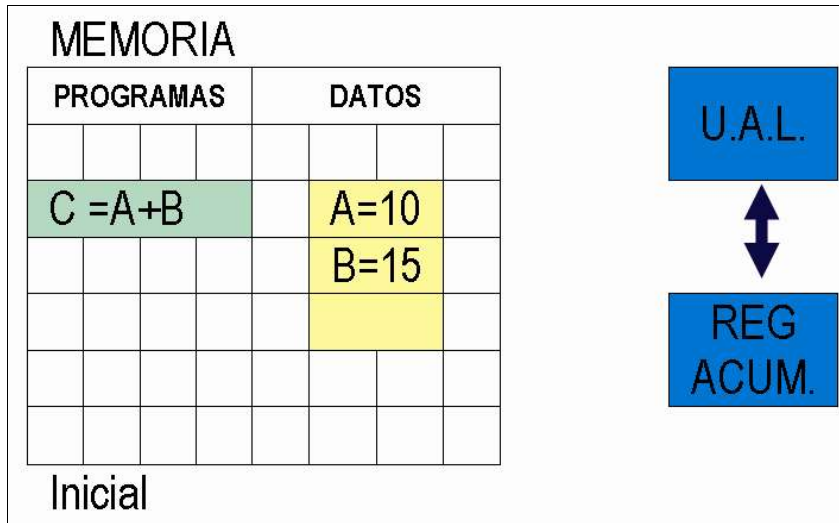 MEMORIA
PROGRAMAS DATOS
U.A.L.
C =A+B A=10
B=15
REG
ACUM.
Inicial